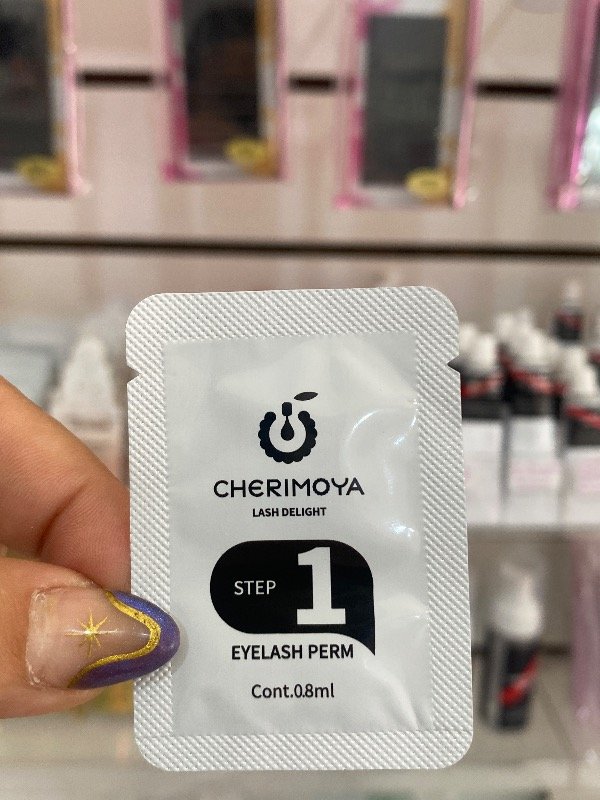 CHERIMOYA
LASH DELIGHT
STEP 1
EYELASH PERM
Cont.0.8ml